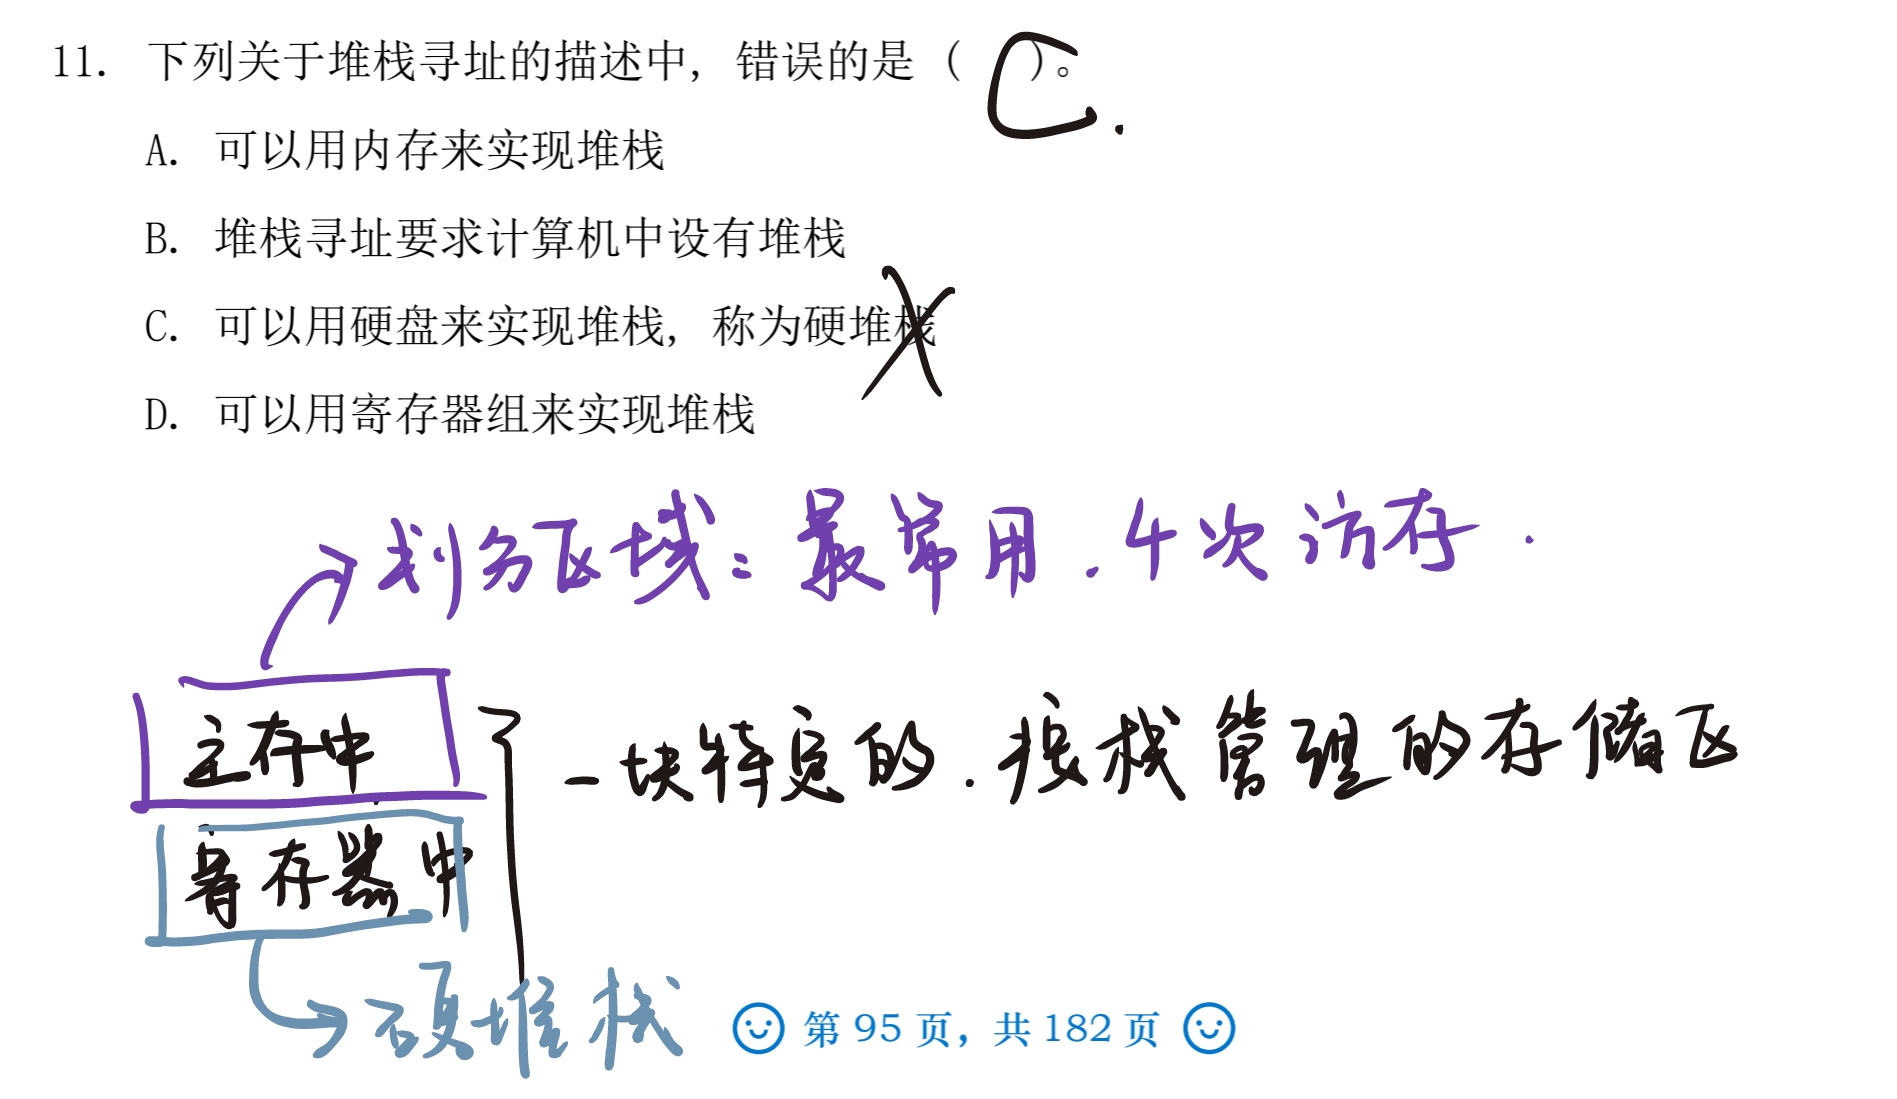 11. 下列关于堆栈寻址的描述中，错误的是（ C. ）。
A. 可以用内存来实现堆栈
B. 堆栈寻址要求计算机中设有堆栈
C. 可以用硬盘来实现堆栈，称为硬堆栈
D. 可以用寄存器组来实现堆栈
划分区域：最常用．4次访存．
主存中
一块特定的．按栈管理的存储区
寄存器中
硬堆栈
第 95 页，共 182 页